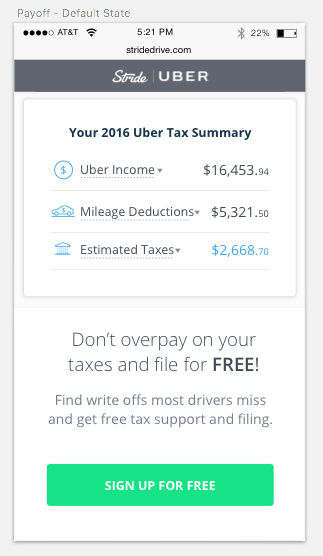 Payoff - Default State
AT&T 5:21 PM 22%
stridedrive.com
Stride | UBER
Your 2016 Uber Tax Summary
Uber Income $16,453.94
Mileage Deductions $5,321.50
Estimated Taxes $2,668.70
Don't overpay on your
taxes and file for FREE!
Find write offs most drivers miss
and get free tax support and filing.
SIGN UP FOR FREE